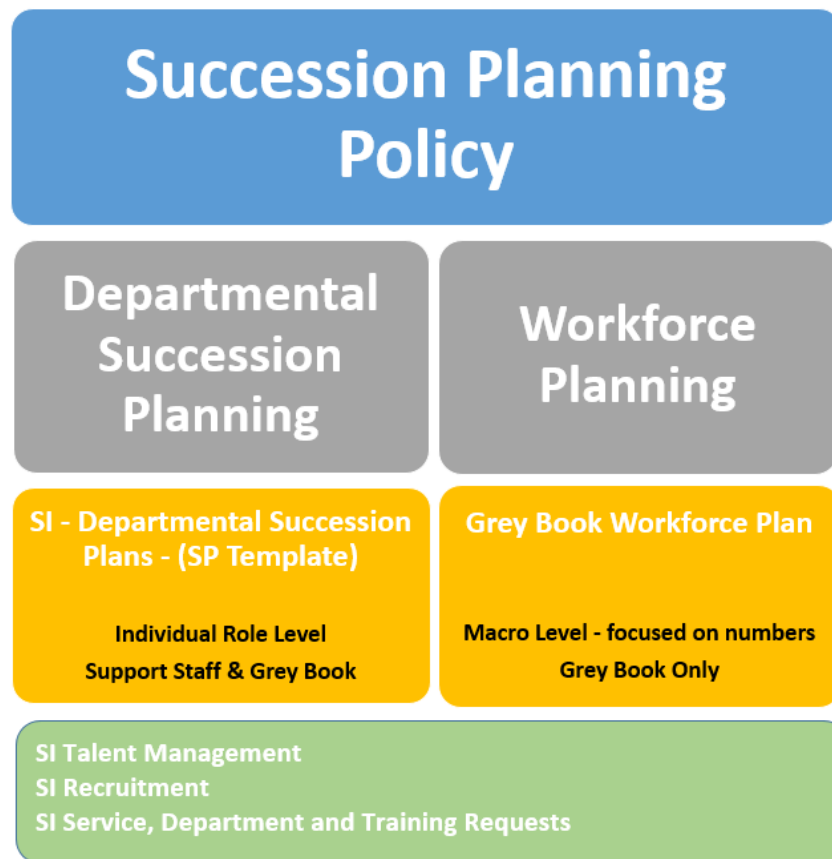 Succession Planning
Policy
Departmental
Succession
Planning
Workforce
Planning
SI - Departmental Succession
Plans - (SP Template)
Individual Role Level
Support Staff & Grey Book
Grey Book Workforce Plan
Macro Level - focused on numbers
Grey Book Only
SI Talent Management
SI Recruitment
SI Service, Department and Training Requests